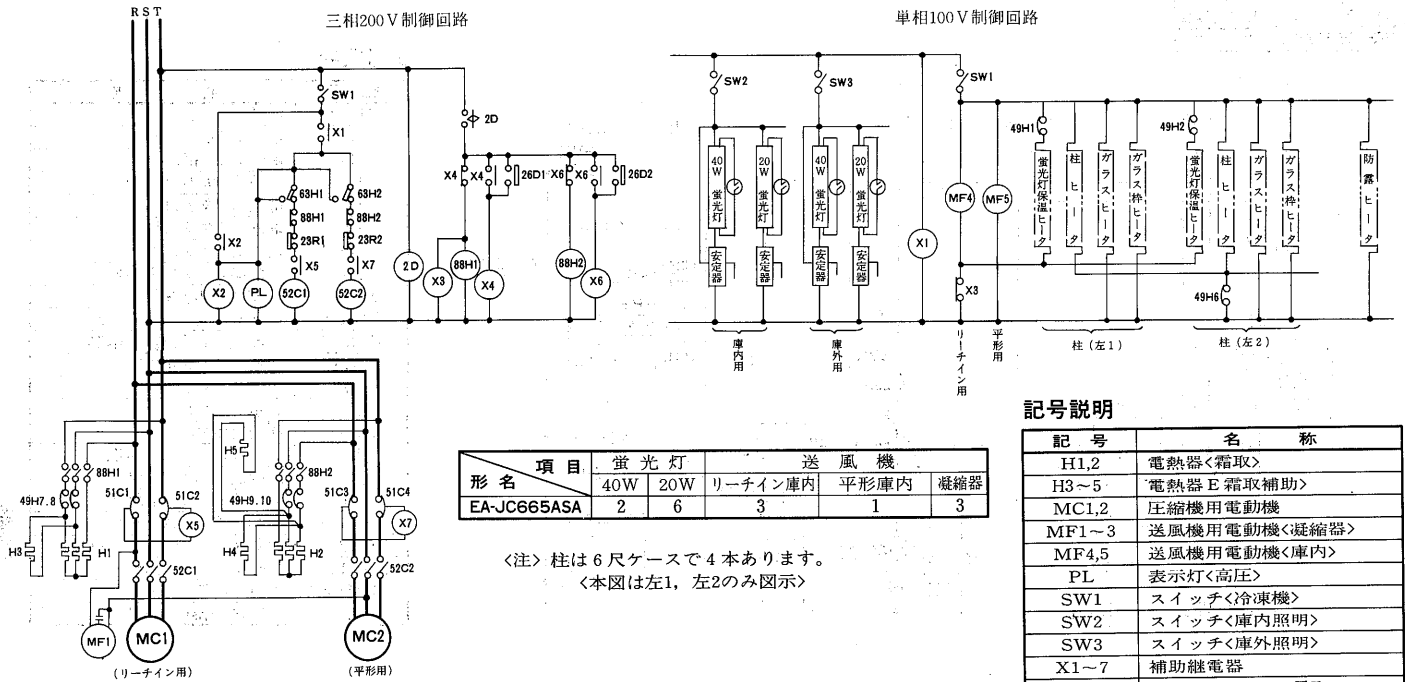 三相200V制御回路
R S T
SW1
X1
2D
X4
X4
26D1
X6
X6
26D2
63H1
63H2
88H1
88H2
23R1
23R2
X2
X5
X7
X2
PL
52C1
52C2
2D
X3
88H1
X4
88H2
X6
88H1
49H7.8
H3
H1
51C1
51C2
X5
52C1
MF1
MC1
(リーチイン用)
H5
88H2
49H9.10
H4
H2
51C3
51C4
X7
52C2
MC2
(平形用)
単相100V制御回路
SW2
SW3
SW1
49H1
49H2
40W 蛍光灯
20W 蛍光灯
40W 蛍光灯
20W 蛍光灯
安定器
安定器
安定器
安定器
X1
MF4
MF5
蛍光灯保温ヒータ
柱ヒータ
ガラスヒータ
ガラス枠ヒータ
蛍光灯保温ヒータ
柱ヒータ
ガラスヒータ
ガラス枠ヒータ
防露ヒータ
X3
49H6
庫内用
庫外用
リーチイン用
平形用
柱(左1)
柱(左2)
項目 蛍光灯 送風機
形名 40W 20W リーチイン庫内 平形庫内 凝縮器
EA-JC665ASA 2 6 3 1 3
<注> 柱は6尺ケースで4本あります。
<本図は左1, 左2のみ図示>
記号説明
記号 名称
H1,2 電熱器<霜取>
H3~5 電熱器E霜取補助>
MC1,2 圧縮機用電動機
MF1~3 送風機用電動機<凝縮器>
MF4,5 送風機用電動機<庫内>
PL 表示灯<高圧>
SW1 スイッチ<冷凍機>
SW2 スイッチ<庫内照明>
SW3 スイッチ<庫外照明>
X1~7 補助継電器